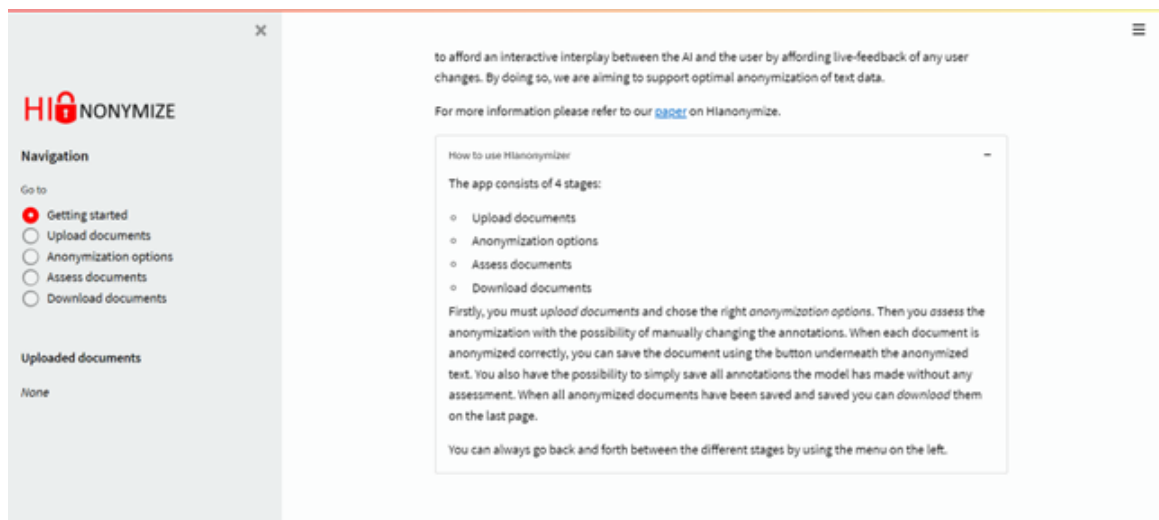 HIANONYMIZE
Navigation
Go to
Getting started
Upload documents
Anonymization options
Assess documents
Download documents
Uploaded documents
None
to afford an interactive interplay between the AI and the user by affording live-feedback of any user
changes. By doing so, we are aiming to support optimal anonymization of text data.
For more information please refer to our paper on HIanonymize.
How to use HIanonymizer
The app consists of 4 stages:
Upload documents
Anonymization options
Assess documents
Download documents
Firstly, you must upload documents and chose the right anonymization options. Then you assess the
anonymization with the possibility of manually changing the annotations. When each document is
anonymized correctly, you can save the document using the button underneath the anonymized
text. You also have the possibility to simply save all annotations the model has made without any
assessment. When all anonymized documents have been saved and saved you can download them
on the last page.
You can always go back and forth between the different stages by using the menu on the left.